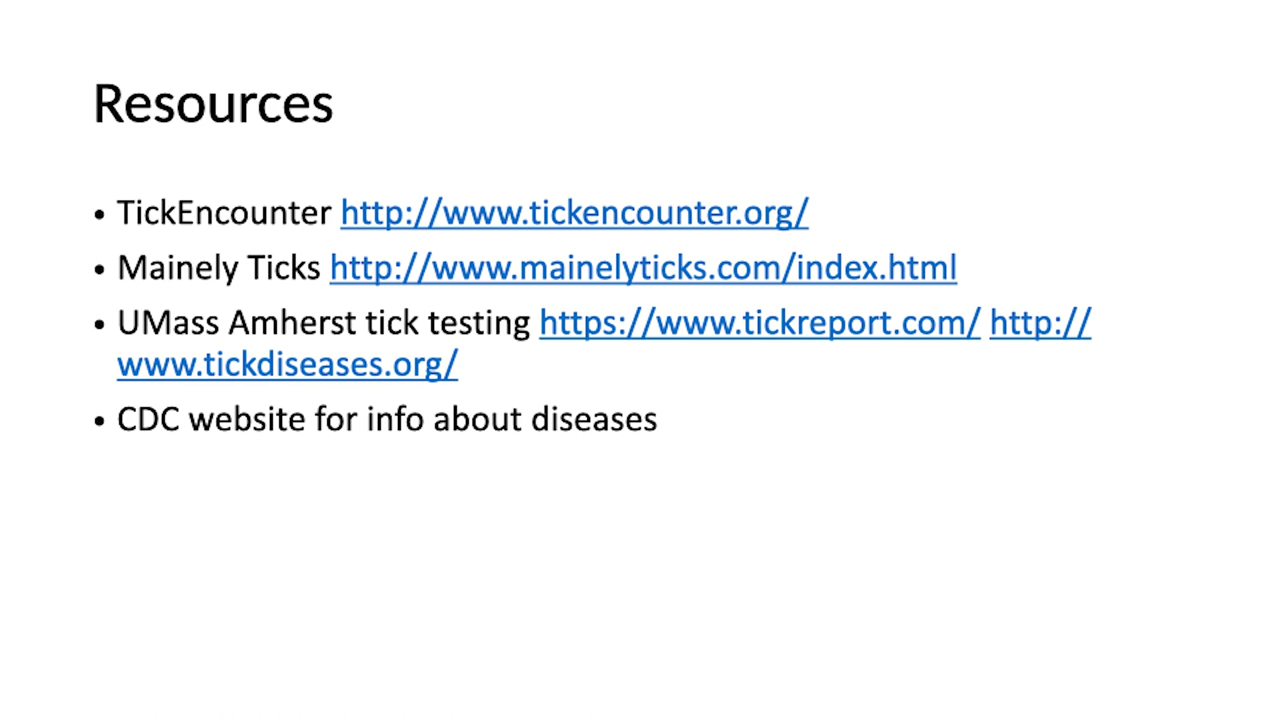 Resources
• TickEncounter http://www.tickencounter.org/
• Mainely Ticks http://www.mainelyticks.com/index.html
• UMass Amherst tick testing https://www.tickreport.com/ http://
www.tickdiseases.org/
• CDC website for info about diseases